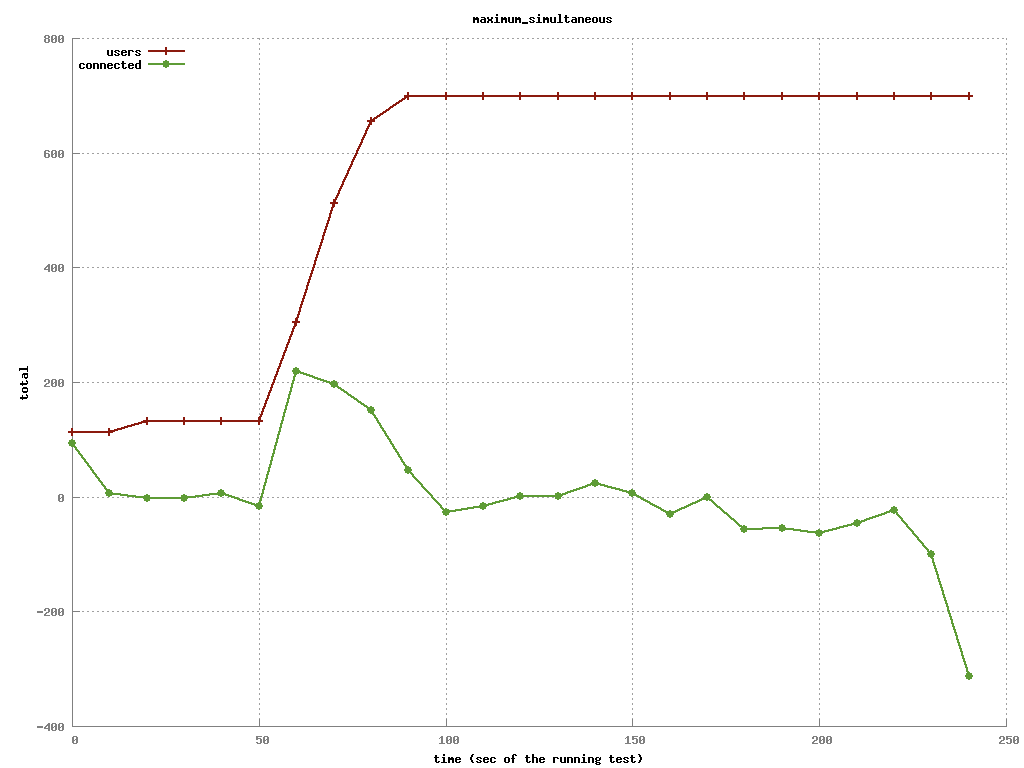 maximum_simultaneous
800
users
connected
600
400
200
total
0
-200
-400
0 50 100 150 200 250
time (sec of the running test)